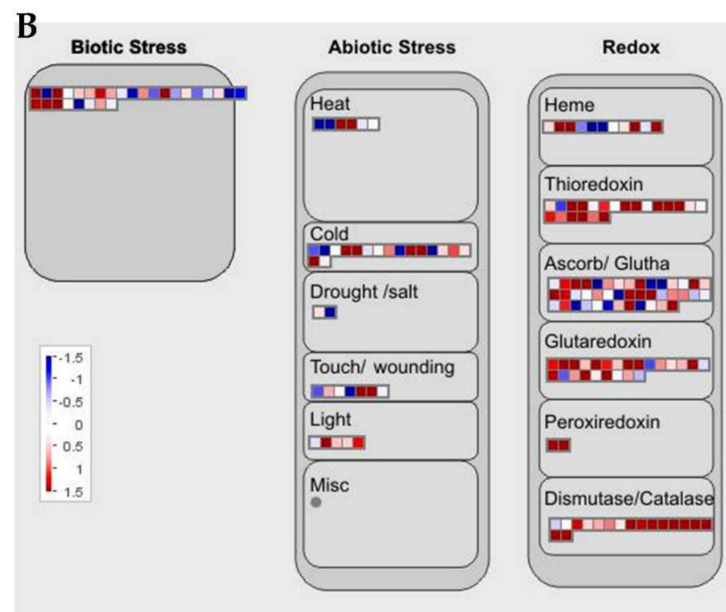 B
Biotic Stress
Abiotic Stress
Redox
Heat
Cold
Drought /salt
Touch/ wounding
Light
Misc
Heme
Thioredoxin
Ascorb/ Glutha
Glutaredoxin
Peroxiredoxin
Dismutase/Catalase
-1.5
-1
-0.5
0
0.5
1
1.5